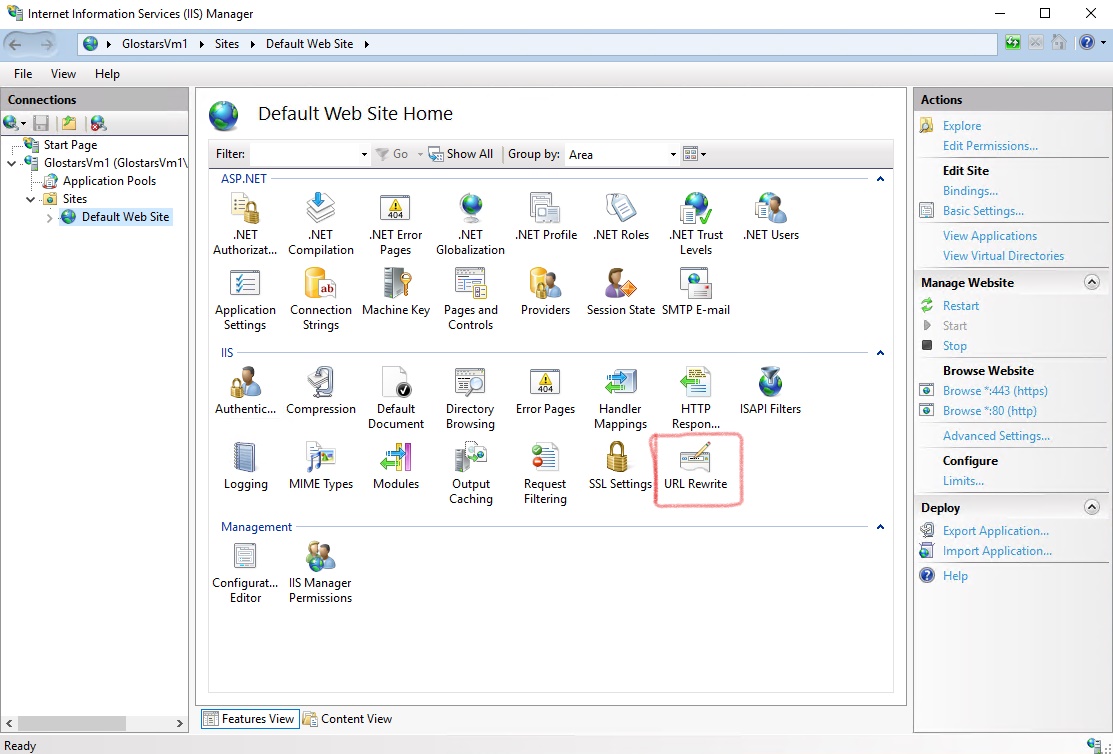 Internet Information Services (IIS) Manager
GlostarsVm1 Sites Default Web Site
File View Help
Connections
Start Page
GlostarsVm1 (GlostarsVm1\
Application Pools
Sites
Default Web Site
Default Web Site Home
Filter: Go Show All Group by: Area
ASP.NET
.NET Authorizat...
.NET Compilation
.NET Error Pages
.NET Globalization
.NET Profile
.NET Roles
.NET Trust Levels
.NET Users
Application Settings
Connection Strings
Machine Key
Pages and Controls
Providers
Session State
SMTP E-mail
IIS
Authentic...
Compression
Default Document
Directory Browsing
Error Pages
Handler Mappings
HTTP Respon...
ISAPI Filters
Logging
MIME Types
Modules
Output Caching
Request Filtering
SSL Settings
URL Rewrite
Management
Configurat... Editor
IIS Manager Permissions
Features View
Content View
Actions
Explore
Edit Permissions...
Edit Site
Bindings...
Basic Settings...
View Applications
View Virtual Directories
Manage Website
Restart
Start
Stop
Browse Website
Browse *:443 (https)
Browse *:80 (http)
Advanced Settings...
Configure
Limits...
Deploy
Export Application...
Import Application...
Help
Ready